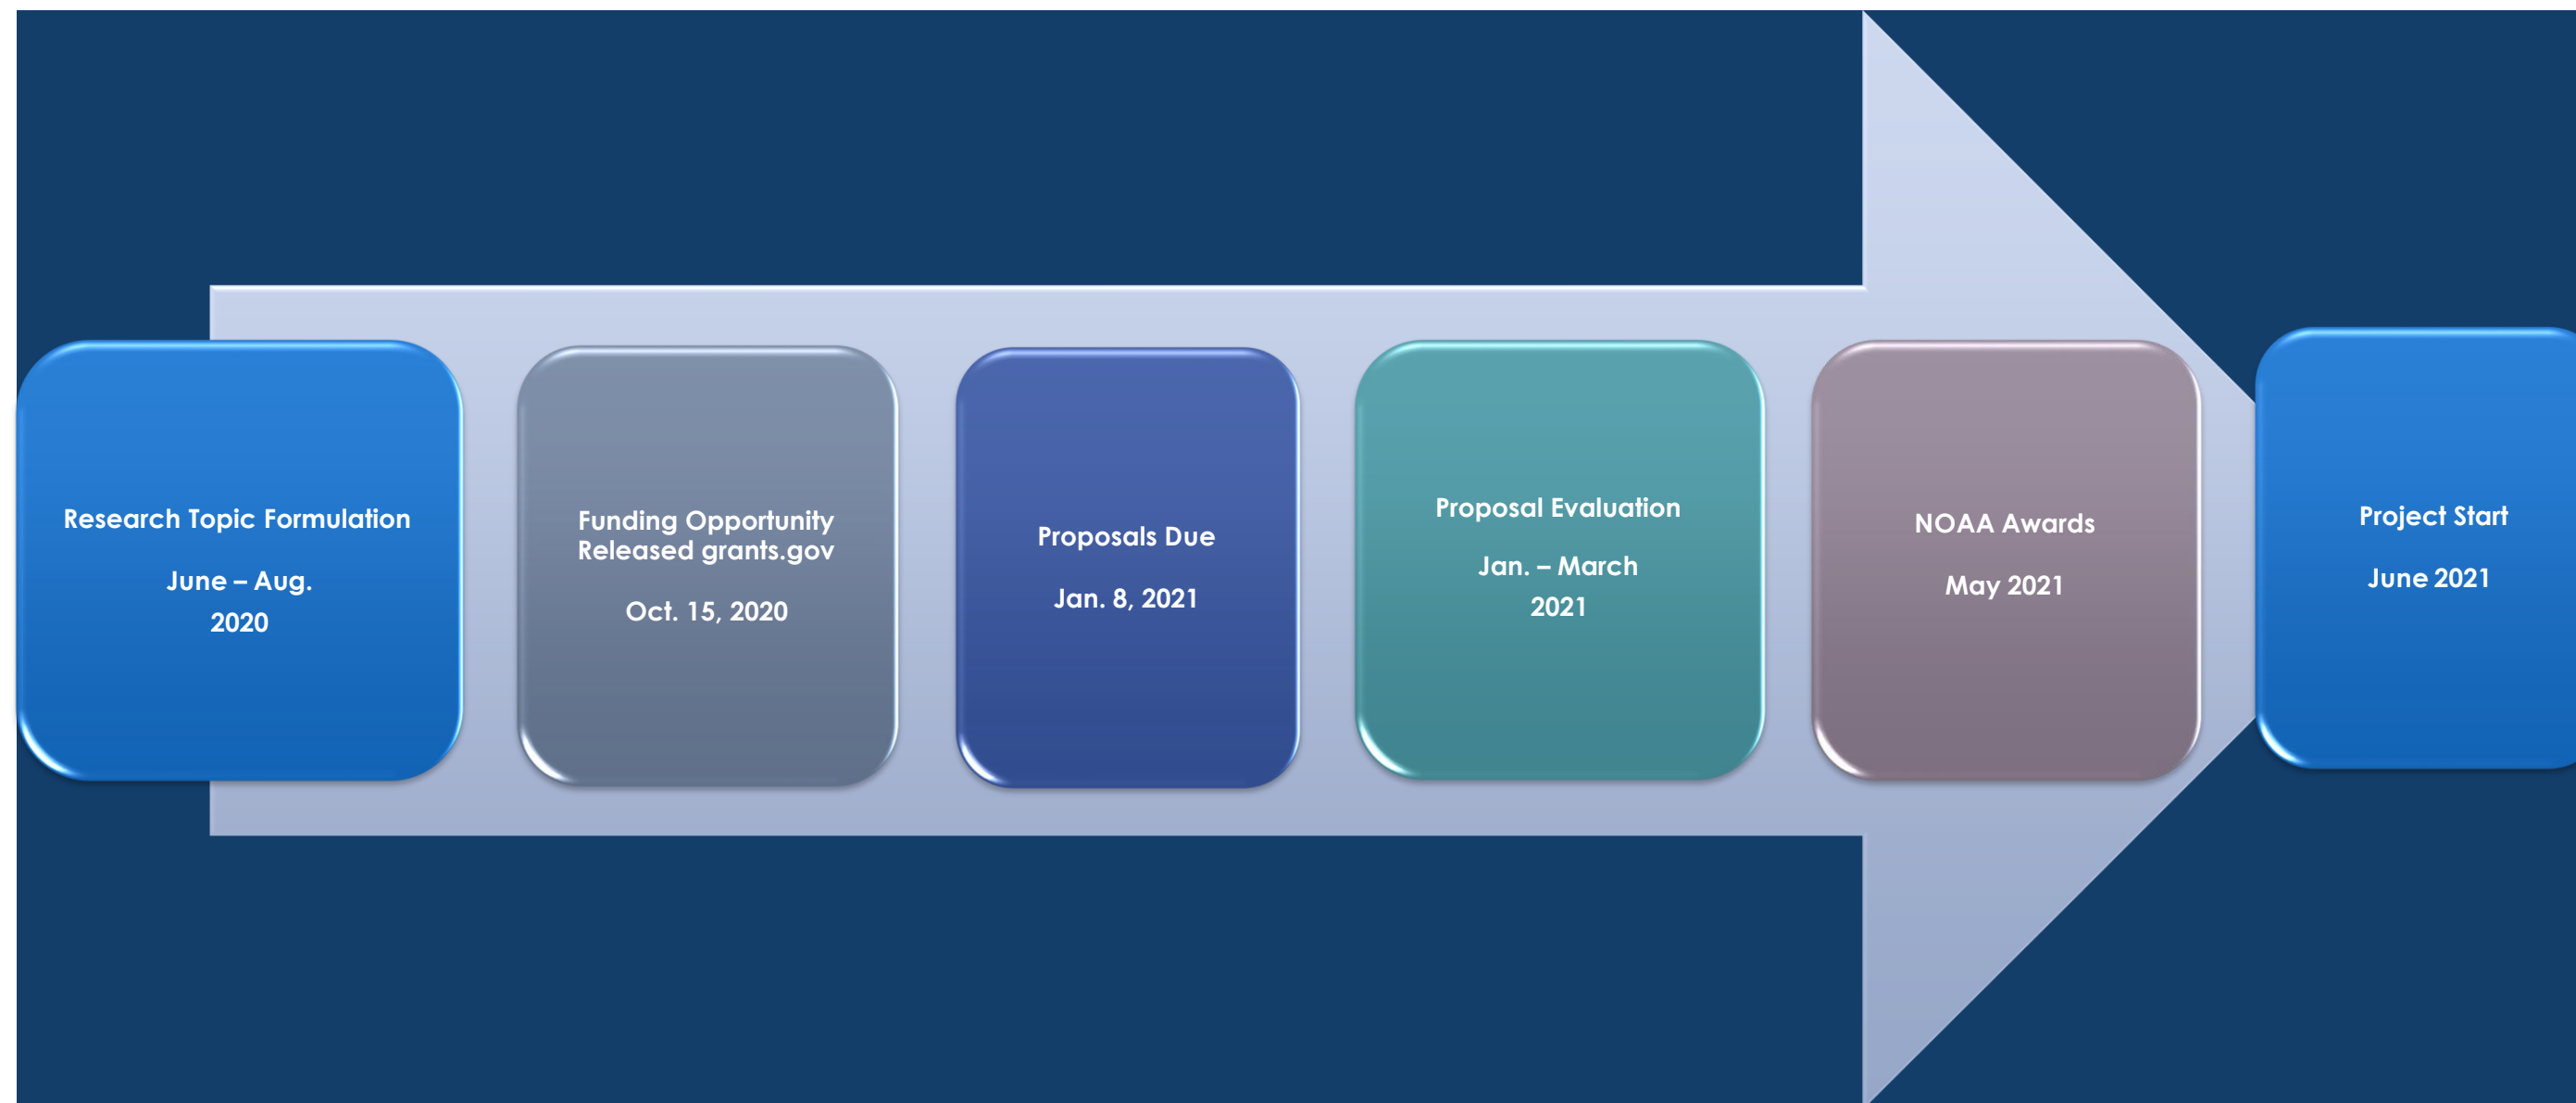 Research Topic Formulation
June – Aug.
2020
Funding Opportunity
Released grants.gov
Oct. 15, 2020
Proposals Due
Jan. 8, 2021
Proposal Evaluation
Jan. – March
2021
NOAA Awards
May 2021
Project Start
June 2021